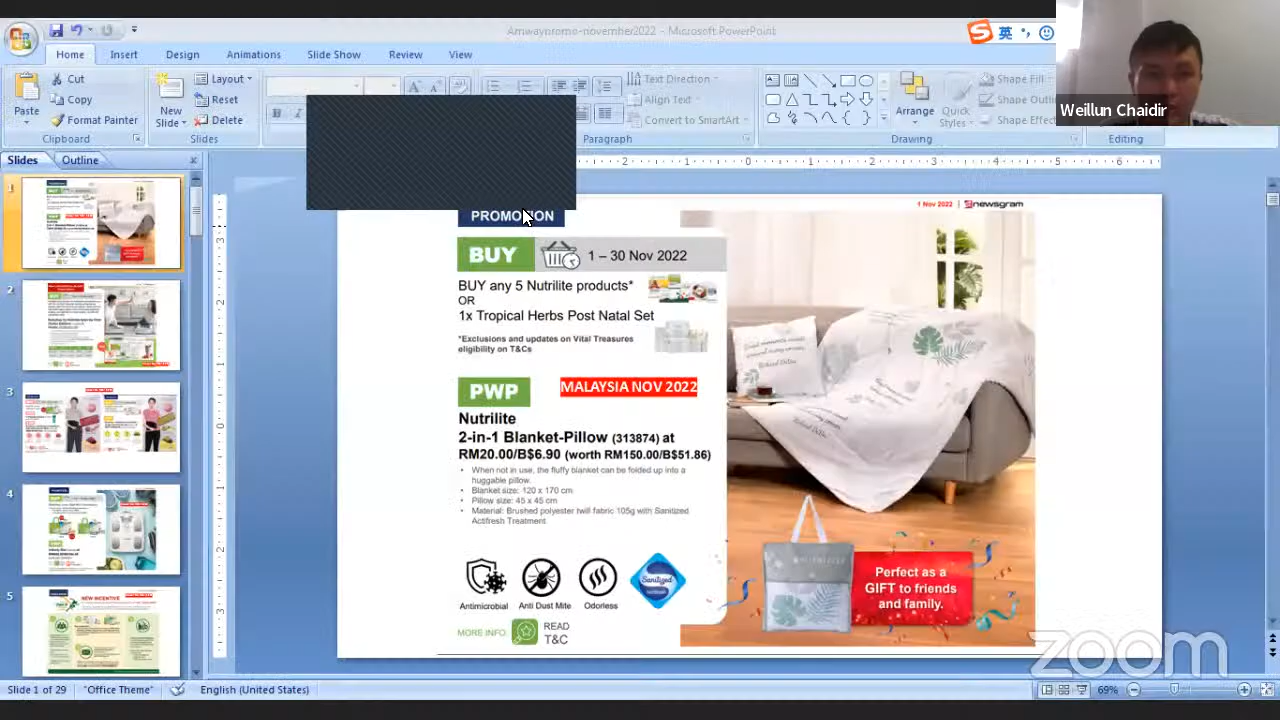 Amwaypromo-november2022 - Microsoft PowerPoint
英
Home Insert Design Animations Slide Show Review View
Weillun Chaidir
Paste
Cut
Copy
Format Painter
Clipboard
New
Slide
Layout
Reset
Delete
Slides
Text Direction
Align Text
Convert to SmartArt
Paragraph
Arrange
Quick
Styles
Shape Fill
Shape Outli
Shape Effec
Drawing
Editing
Slides Outline
1
2
3
4
5
PROMOTION
1 Nov 2022 | newsgram
BUY 1 – 30 Nov 2022
BUY any 5 Nutrilite products*
OR
1x Tropical Herbs Post Natal Set
*Exclusions and updates on Vital Treasures
eligibility on T&Cs
PWP MALAYSIA NOV 2022
Nutrilite
2-in-1 Blanket-Pillow (313874) at
RM20.00/B$6.90 (worth RM150.00/B$51.86)
• When not in use, the fluffy blanket can be folded up into a
huggable pillow.
• Blanket size: 120 x 170 cm
• Pillow size: 45 x 45 cm
• Material: Brushed polyester twill fabric 105g with Sanitized
Actifresh Treatment
Antimicrobial Anti Dust Mite Odorless
Sanitized
MORE INFO
READ
T&C
Perfect as a
GIFT to friends
and family.
zoom
Slide 1 of 29 "Office Theme" English (United States) 69%